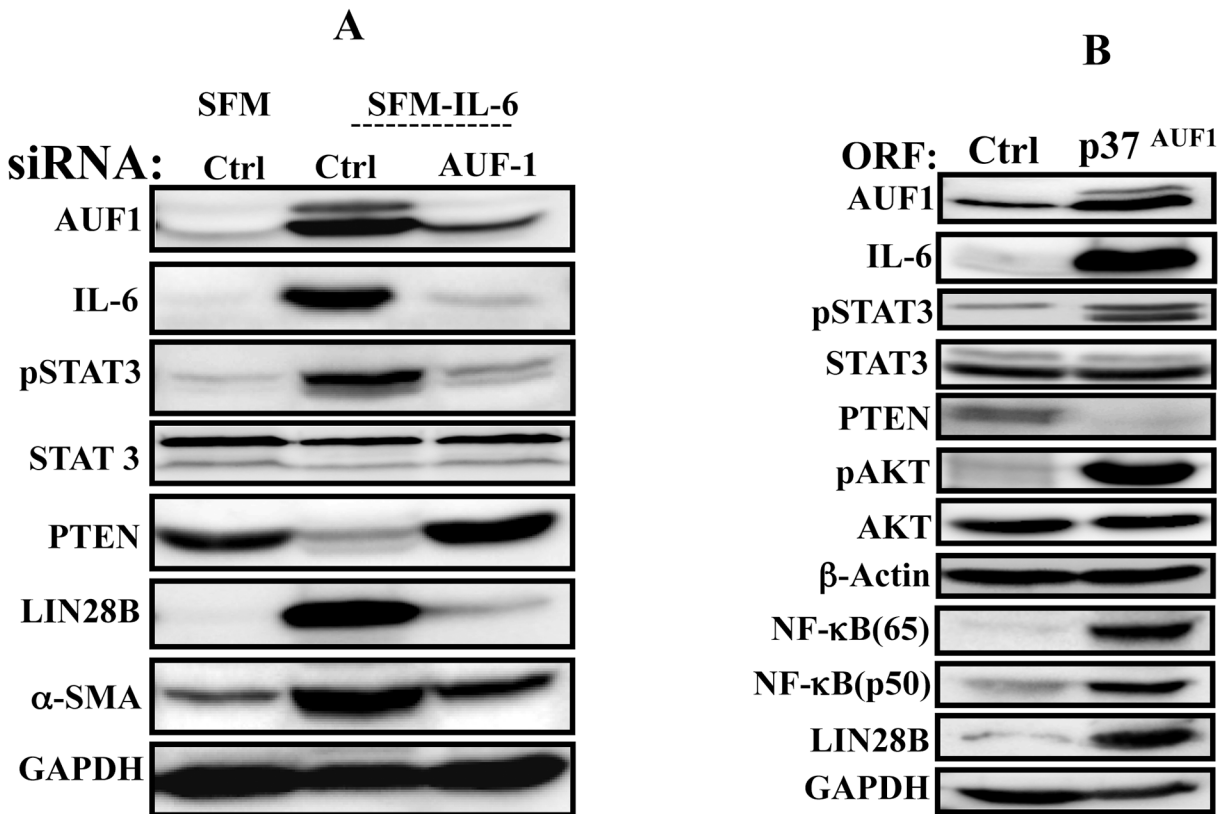 A
SFM SFM-IL-6
siRNA: Ctrl Ctrl AUF-1
AUF1
IL-6
pSTAT3
STAT 3
PTEN
LIN28B
α-SMA
GAPDH
B
ORF: Ctrl p37 AUF1
AUF1
IL-6
pSTAT3
STAT3
PTEN
pAKT
AKT
β-Actin
NF-κB(65)
NF-κB(p50)
LIN28B
GAPDH